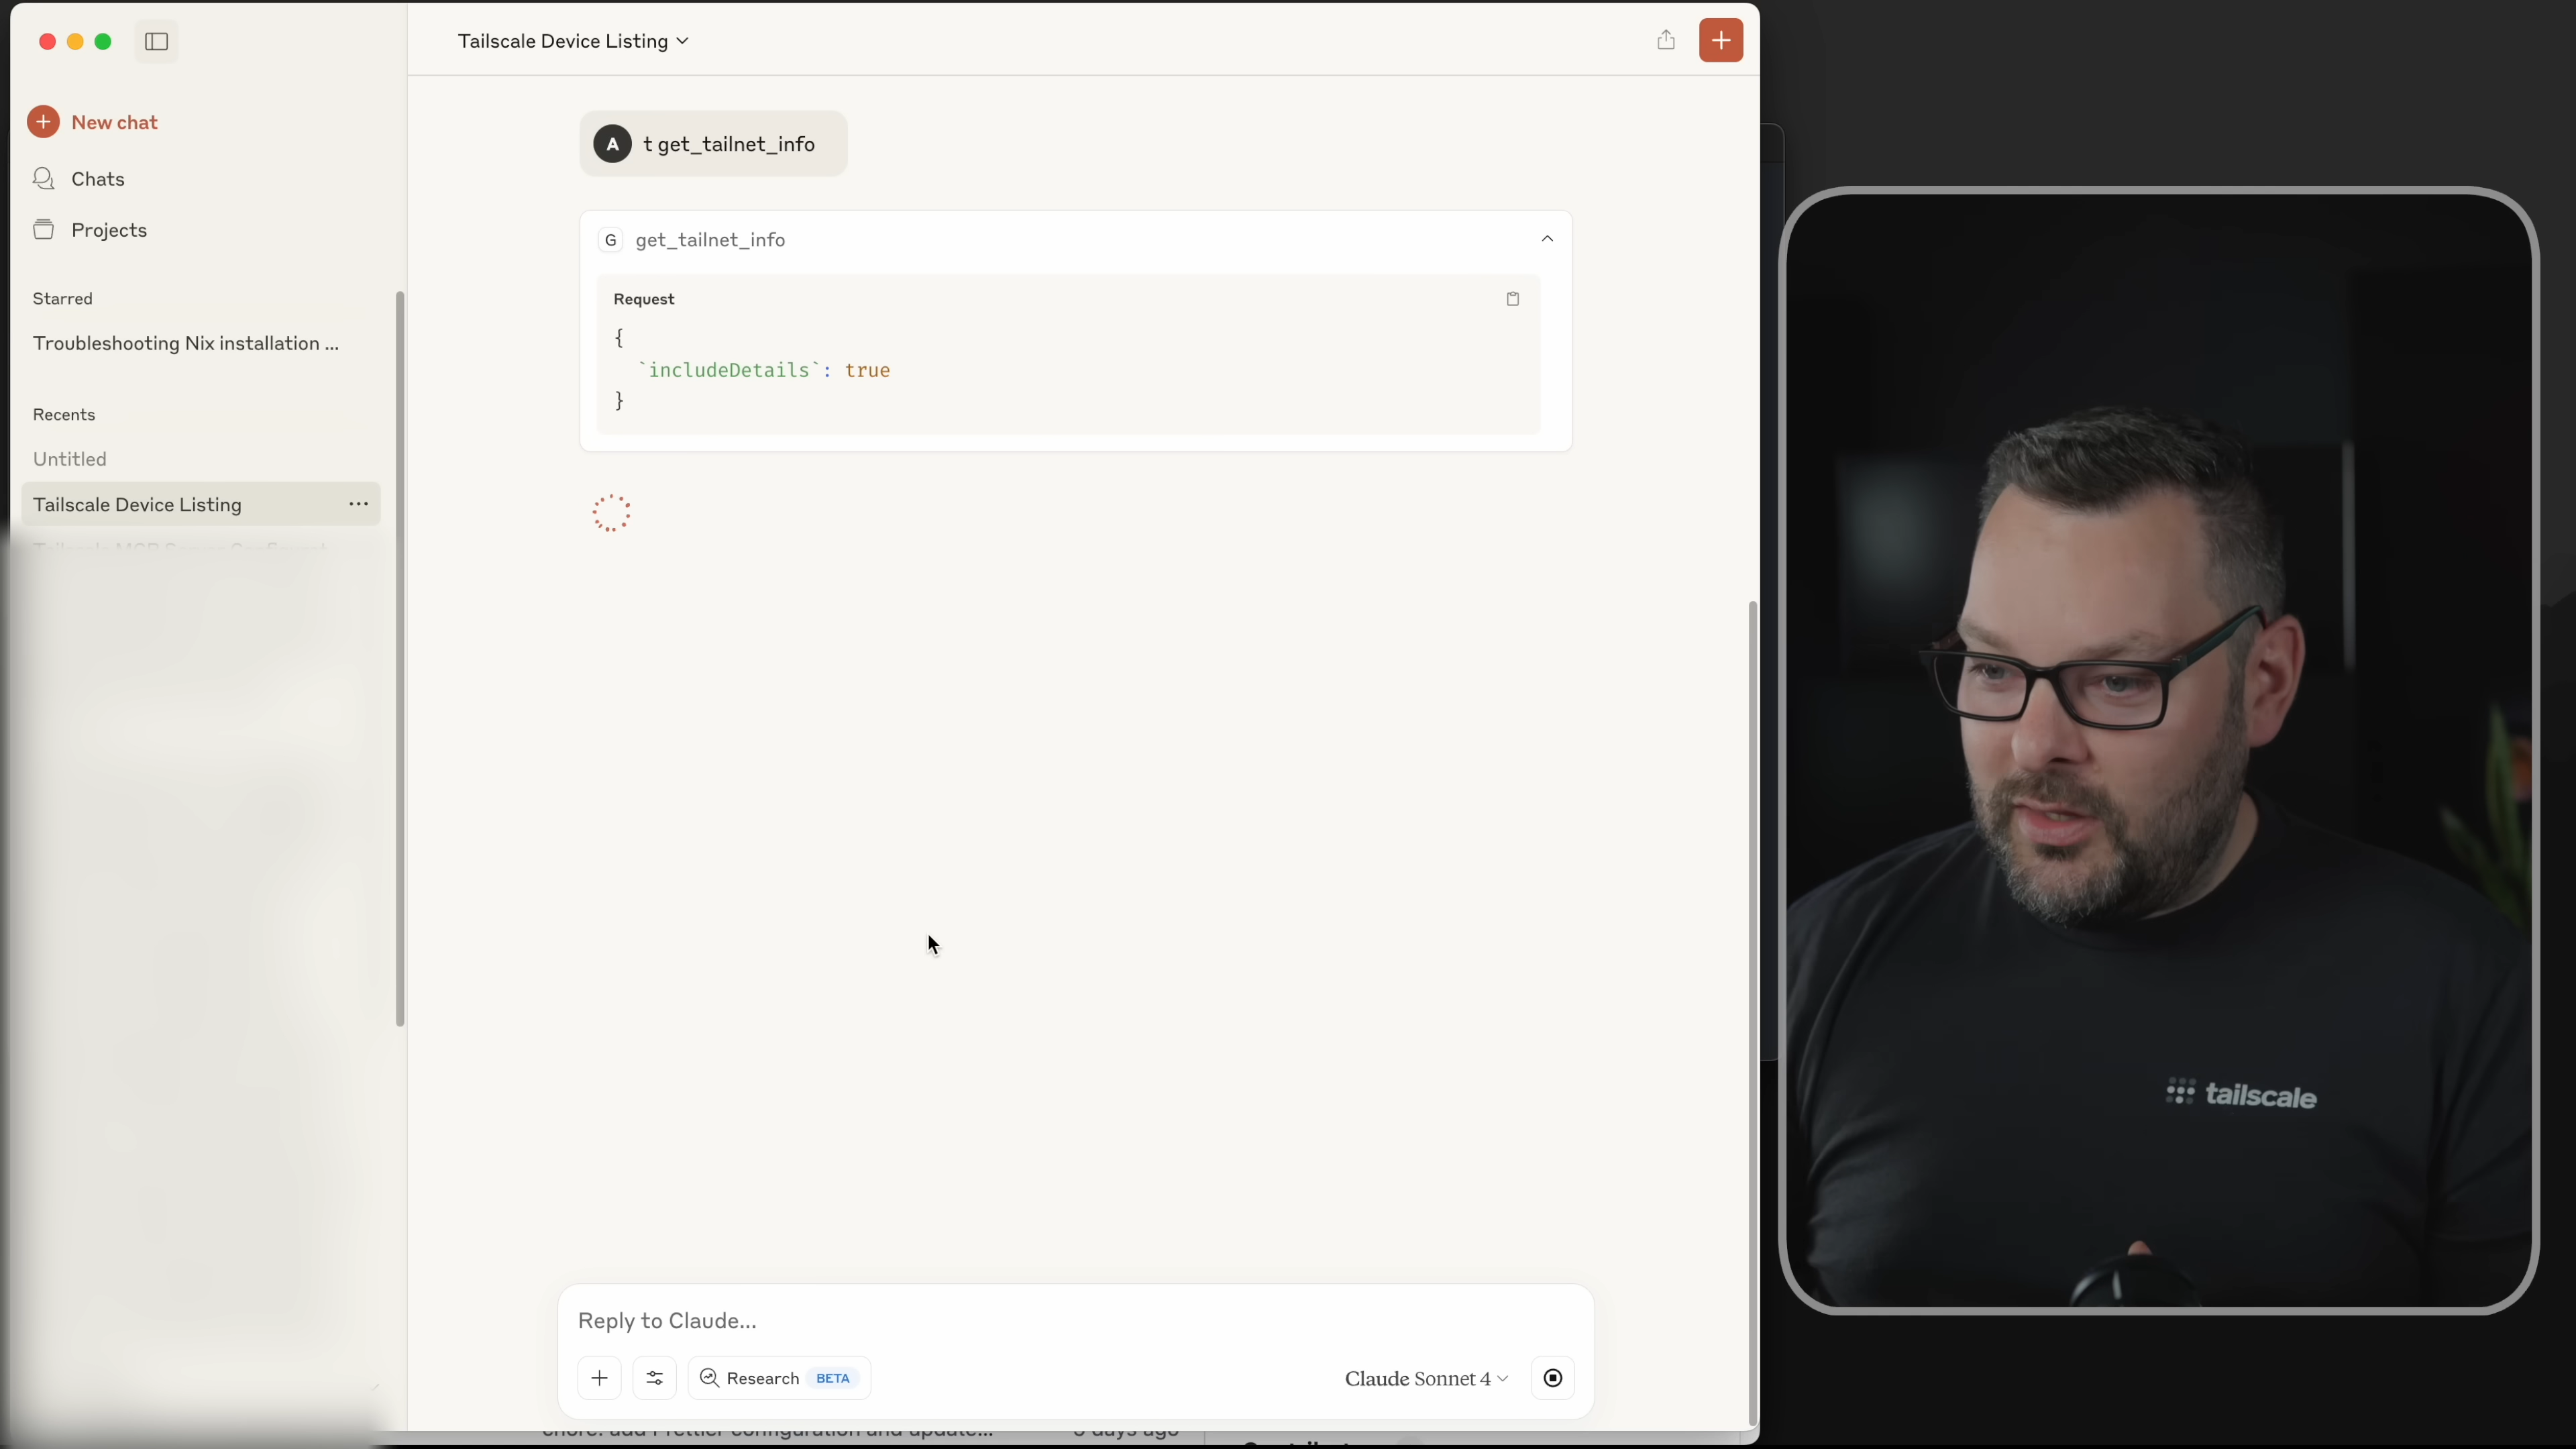 Tailscale Device Listing
New chat
Chats
Projects
Starred
Troubleshooting Nix installation ...
Recents
Untitled
Tailscale Device Listing
A t get_tailnet_info
G get_tailnet_info
Request
{
`includeDetails`: true
}
Reply to Claude...
Research BETA
Claude Sonnet 4
tailscale